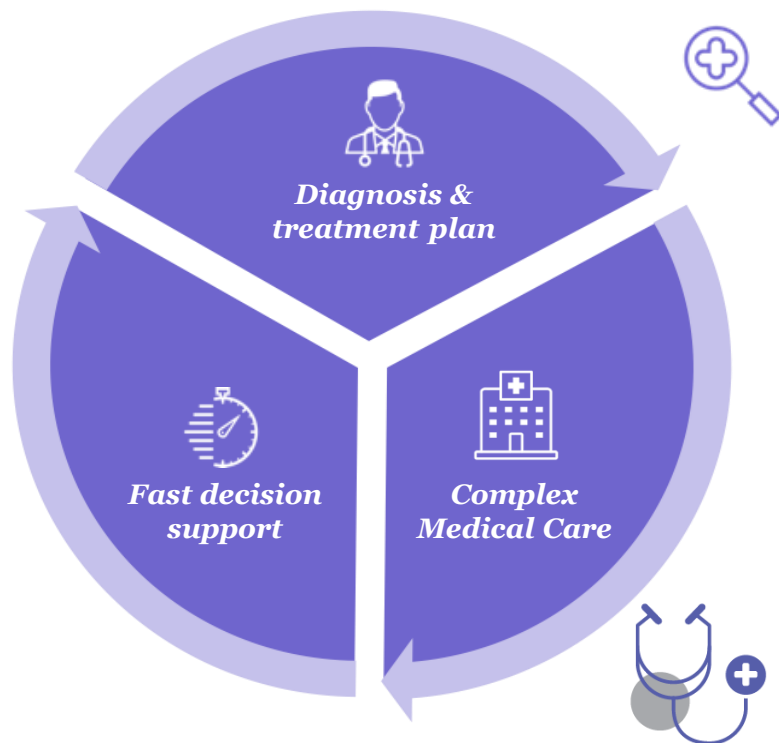 Diagnosis &
treatment plan
Fast decision
support
Complex
Medical Care